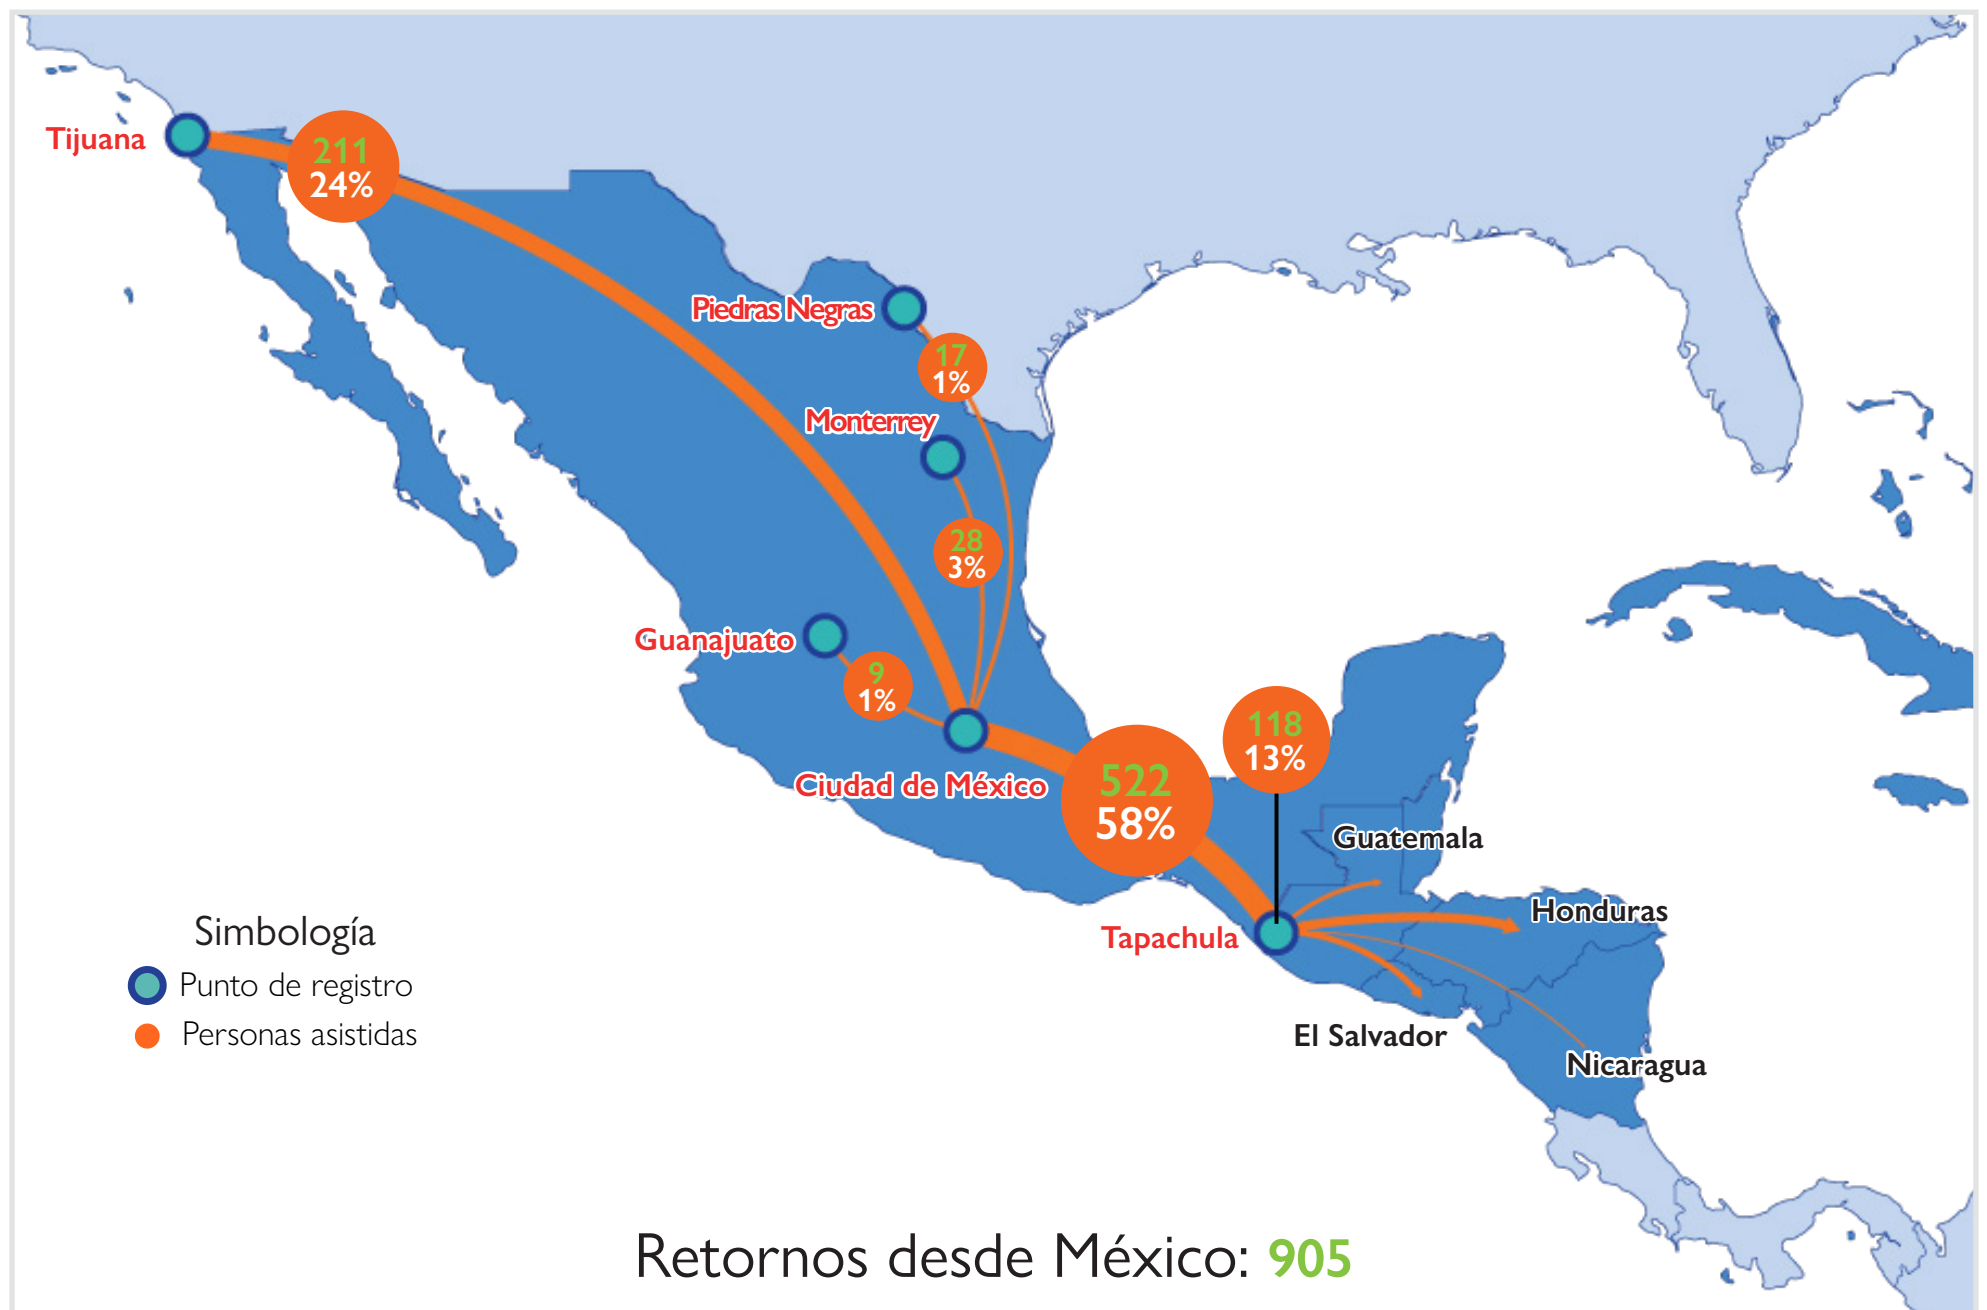 Tijuana
211
24%
Piedras Negras
17
1%
Monterrey
28
3%
Guanajuato
9
1%
Ciudad de México
522
58%
118
13%
Guatemala
Honduras
Tapachula
El Salvador
Nicaragua
Simbología
Punto de registro
Personas asistidas
Retornos desde México: 905